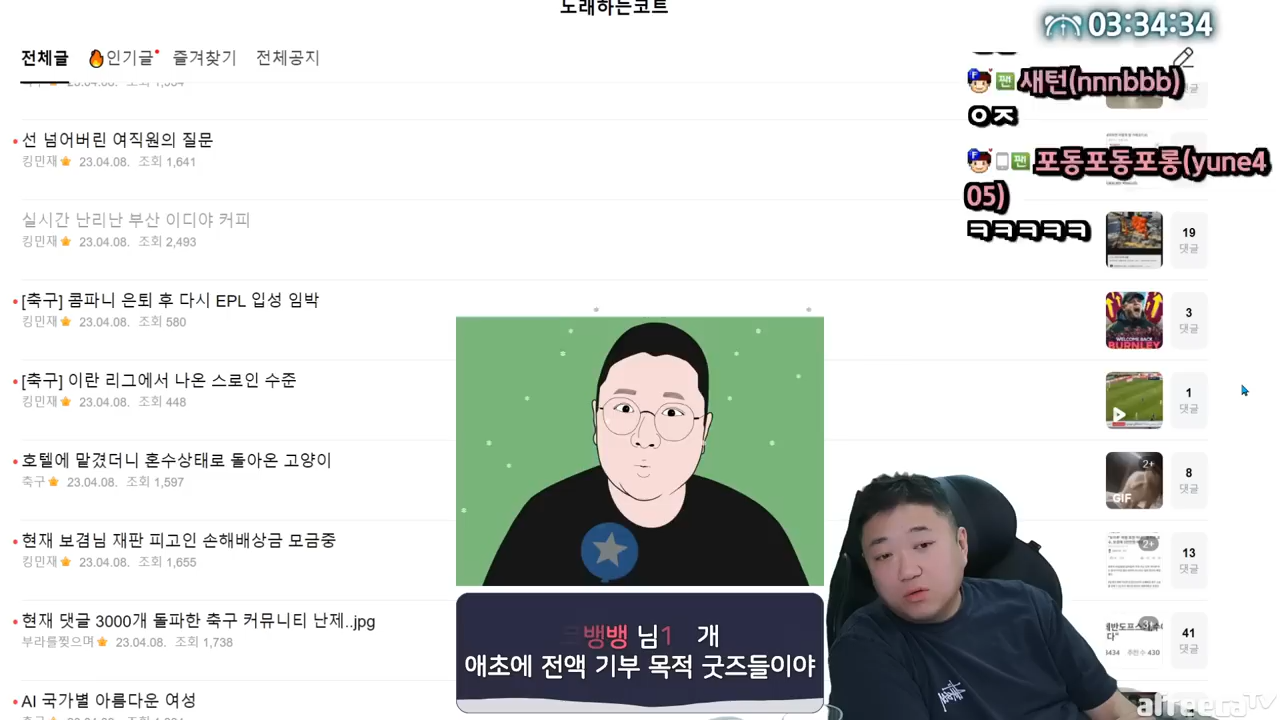 노래하는코트
03:34:34
전체글 인기글 즐겨찾기 전체공지
선 넘어버린 여직원의 질문
킹민재 23.04.08. 조회 1,641
실시간 난리난 부산 이디야 커피
킹민재 23.04.08. 조회 2,493
19
댓글
[축구] 콤파니 은퇴 후 다시 EPL 입성 임박
킹민재 23.04.08. 조회 580
WELCOME BACK
BURNLEY
3
댓글
[축구] 이란 리그에서 나온 스로인 수준
킹민재 23.04.08. 조회 448
1
댓글
호텔에 맡겼더니 혼수상태로 돌아온 고양이
축구 23.04.08. 조회 1,597
2+
GIF
8
댓글
현재 보겸님 재판 피고인 손해배상금 모금중
킹민재 23.04.08. 조회 1,655
2+
13
댓글
현재 댓글 3000개 돌파한 축구 커뮤니티 난제..jpg
부라를찢으며 23.04.08. 조회 1,738
41
댓글
AI 국가별 아름다운 여성
새턴(nnnbbb)
ㅇㅈ
포동포동포롱(yune4
05)
ㅋㅋㅋㅋㅋ
뱅뱅 님1 개
애초에 전액 기부 목적 굿즈들이야
afreecaTV